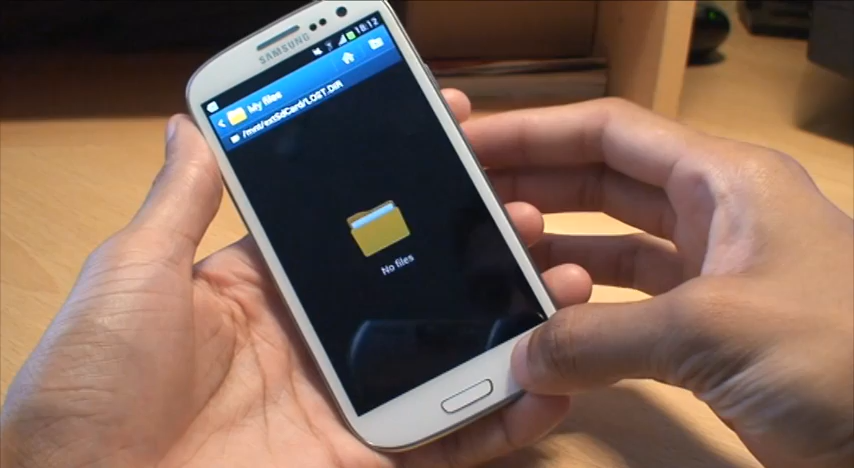 SAMSUNG
18:12
My files
/mnt/extSdCard/LOST.DIR
No files